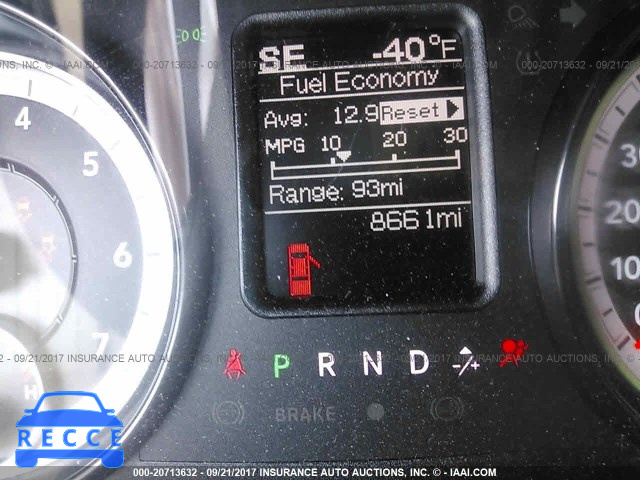 SE -40°F
Fuel Economy
Avg: 12.9 Reset
MPG 10 20 30
Range: 93mi
8661mi
4
5
6
7
H
30
20
10
0
P R N D -/+
BRAKE
000-20713632 - 09/21/2017 INSURANCE AUTO AUCTIONS, INC. © - IAAI.COM
RECCE